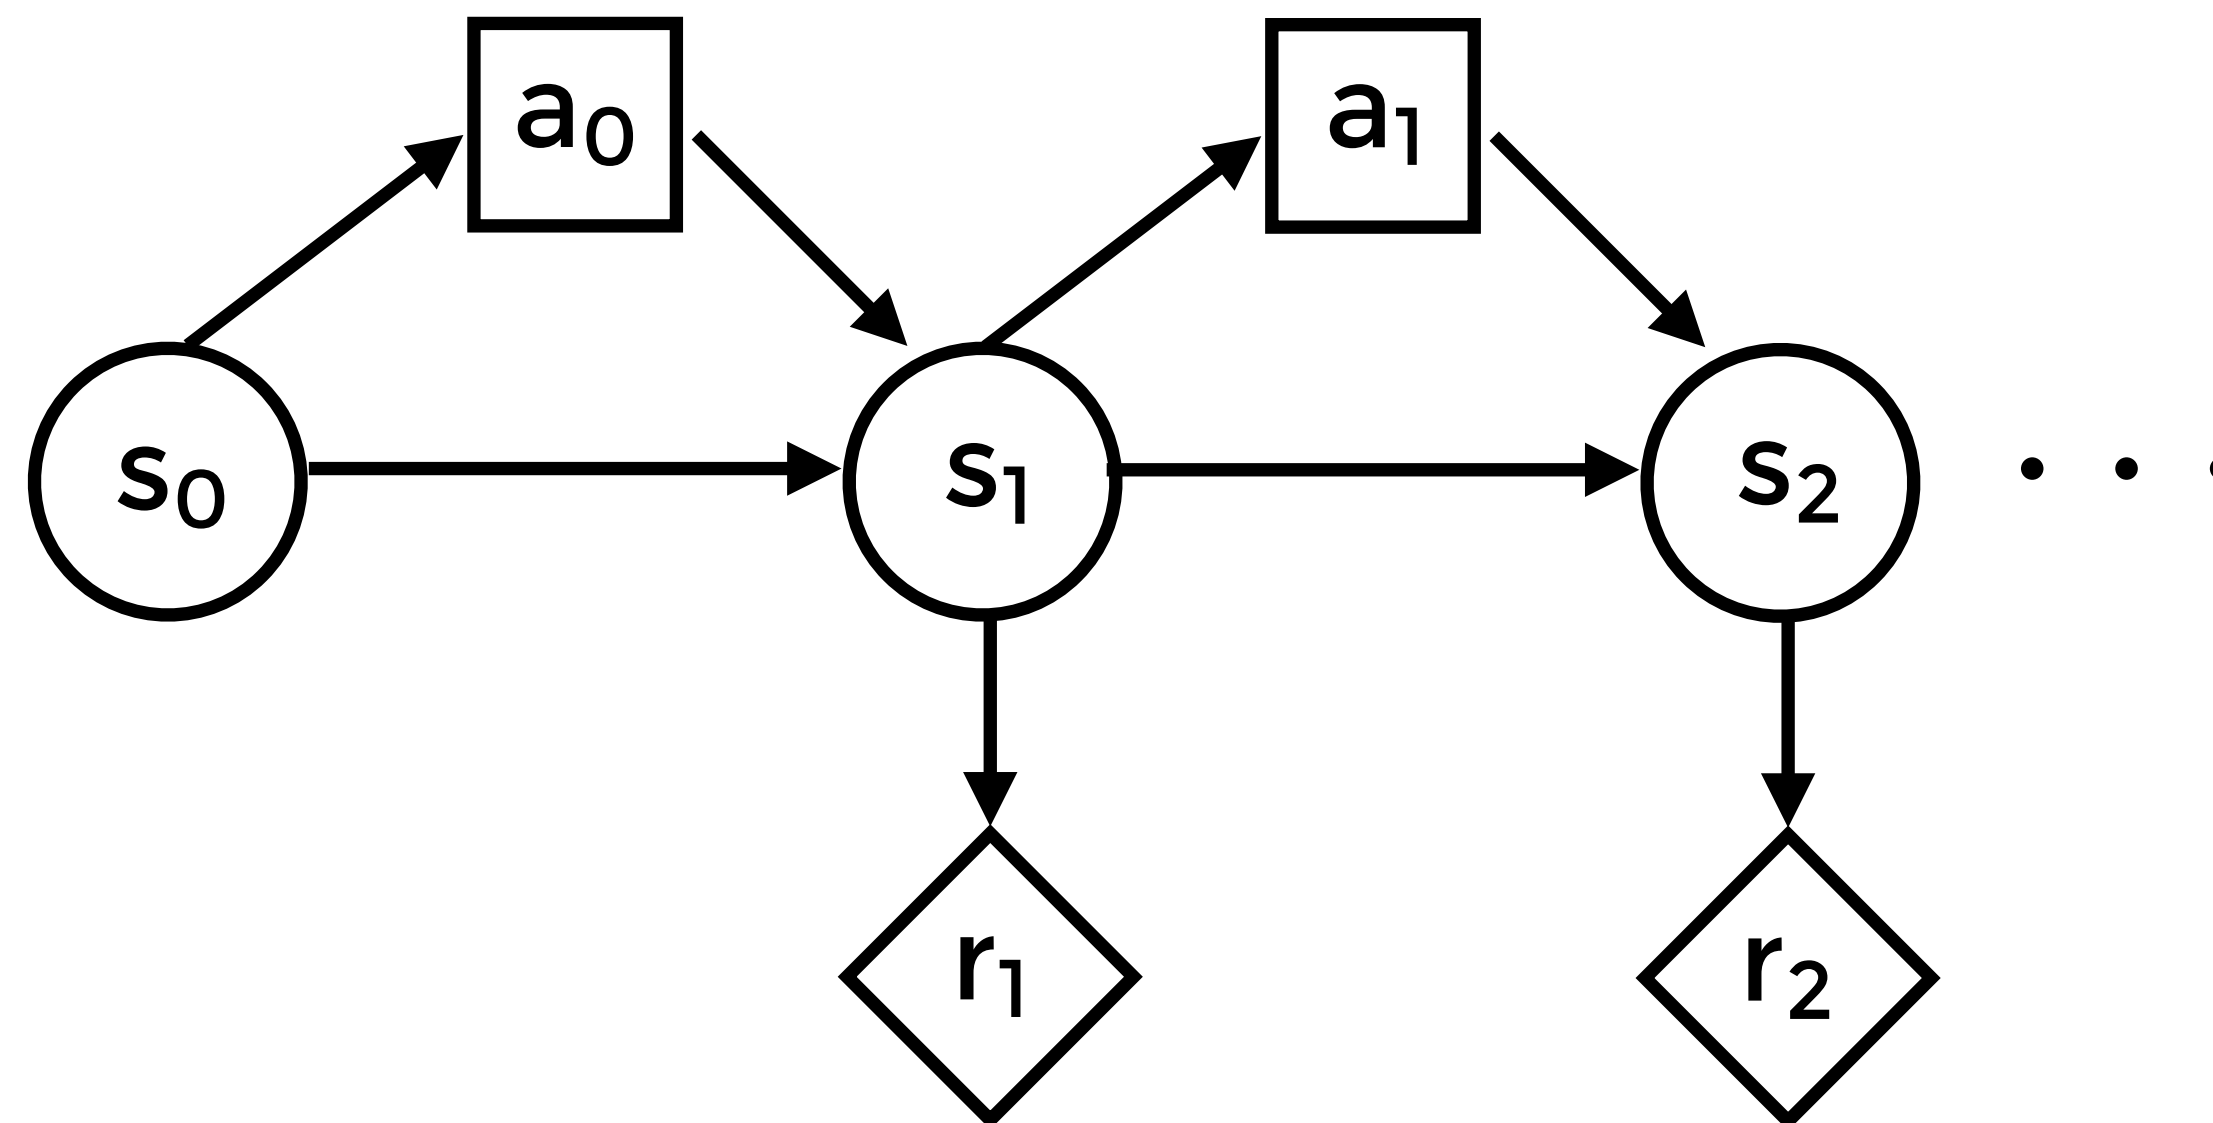 a₀
a₁
s₀
s₁
s₂
r₁
r₂